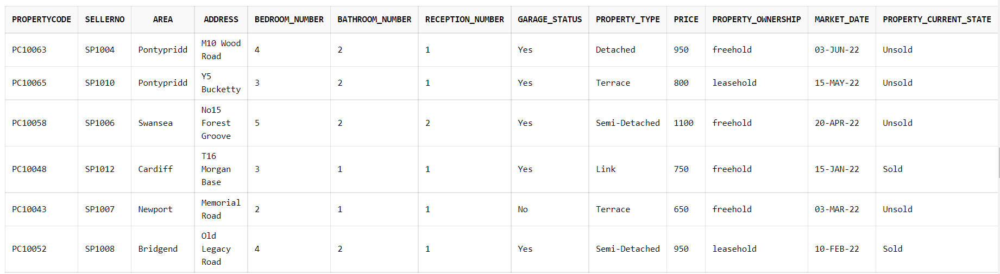 PROPERTYCODE SELLERNO AREA ADDRESS BEDROOM_NUMBER BATHROOM_NUMBER RECEPTION_NUMBER GARAGE_STATUS PROPERTY_TYPE PRICE PROPERTY_OWNERSHIP MARKET_DATE PROPERTY_CURRENT_STATE
PC10063 SP1004 Pontypridd M10 Wood Road 4 2 1 Yes Detached 950 freehold 03-JUN-22 Unsold
PC10065 SP1010 Pontypridd Y5 Bucketty 3 2 1 Yes Terrace 800 leasehold 15-MAY-22 Unsold
PC10058 SP1006 Swansea No15 Forest Groove 5 2 2 Yes Semi-Detached 1100 freehold 20-APR-22 Unsold
PC10048 SP1012 Cardiff T16 Morgan Base 3 1 1 Yes Link 750 freehold 15-JAN-22 Sold
PC10043 SP1007 Newport Memorial Road 2 1 1 No Terrace 650 freehold 03-MAR-22 Unsold
PC10052 SP1008 Bridgend Old Legacy Road 4 2 1 Yes Semi-Detached 950 leasehold 10-FEB-22 Sold